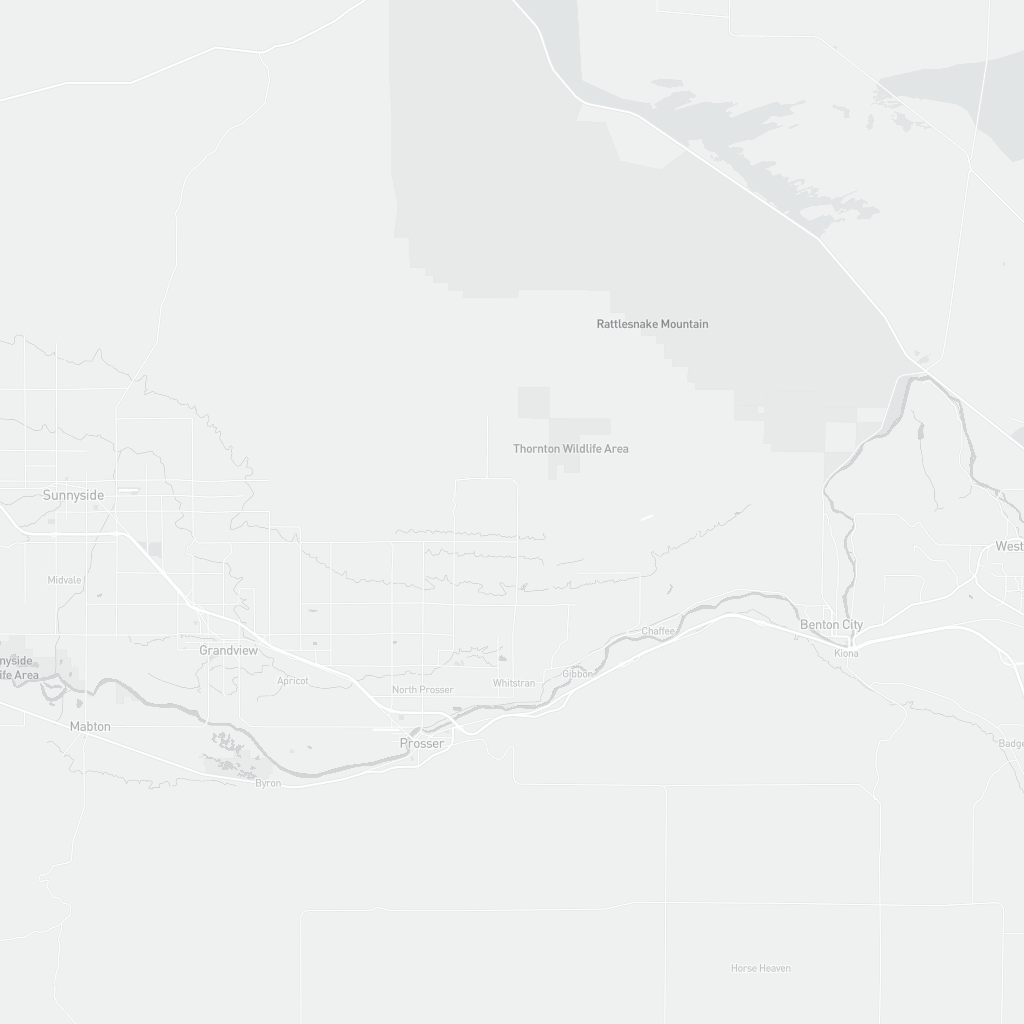 Rattlesnake Mountain
Thornton Wildlife Area
Sunnyside
West
Midvale
Benton City
Chaffee
Grandview
Kiona
nyside
ife Area
Gibbon
Apricot
Whitstran
North Prosser
Mabton
Prosser
Badge
Byron
Horse Heaven